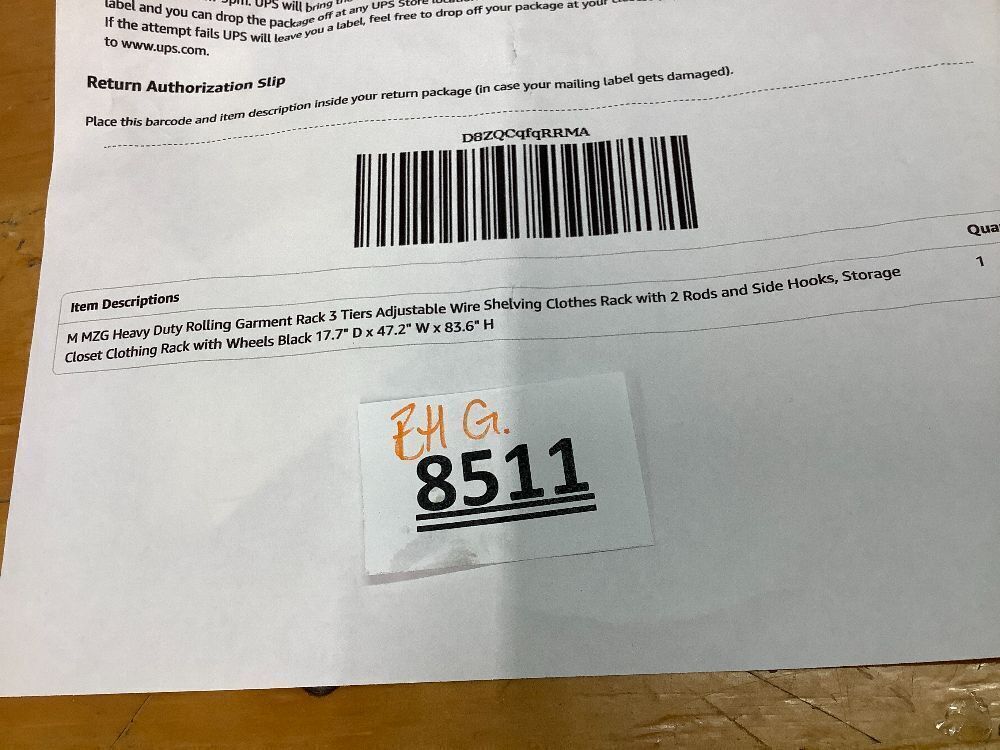 UPS will bring
label and you can drop the package off at any UPS Store
If the attempt fails UPS will leave you a label, feel free to drop off your package at your
to www.ups.com.
Return Authorization Slip
Place this barcode and item description inside your return package (in case your mailing label gets damaged).
D8ZQCqfqRRMA
Item Descriptions
M MZG Heavy Duty Rolling Garment Rack 3 Tiers Adjustable Wire Shelving Clothes Rack with 2 Rods and Side Hooks, Storage 1
Closet Clothing Rack with Wheels Black 17.7" D x 47.2" W x 83.6" H
EH G.
8511